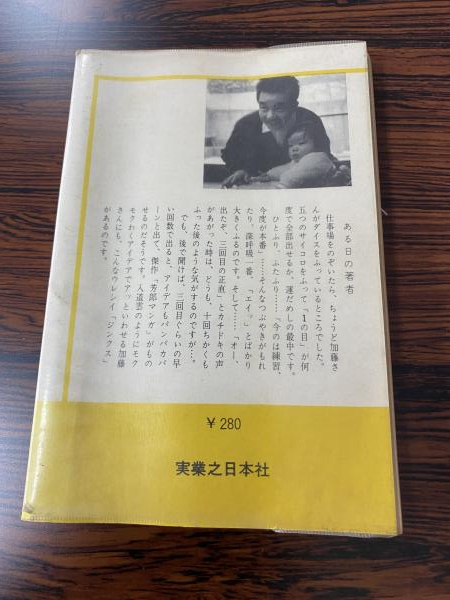 ある日の著者
仕事場をのぞいたら、ちょうど加藤さ
んがダイスをふっているところでした。
五つのサイコロをふって「1の目」が何
度で全部出せるか、運だめしの最中です。
ひとふり、ふたふり……「今のは練習、
今度が本番」……そんなつぶやきがもれ
たり、深呼吸一番、「エイッ」とばかり
大きくふるのです。そして……「オー、
出たぞ、三回目の正直」とカチドキの声
があがった時は、どうも、十回ちかくも
ふった後のような気がするのですが…。
でも、後で聞けば、三回目ぐらいの早
い回数で出ると、アイデアもパンパカパ
ーンと出て、傑作「芳郎マンガ」がもの
せるのだそうです。入道雲のようにモク
モクわくアイデアマン、といわせる加藤
さんにも、こんなキレイ「ジンクス」
があるのです。
¥ 280
実業之日本社